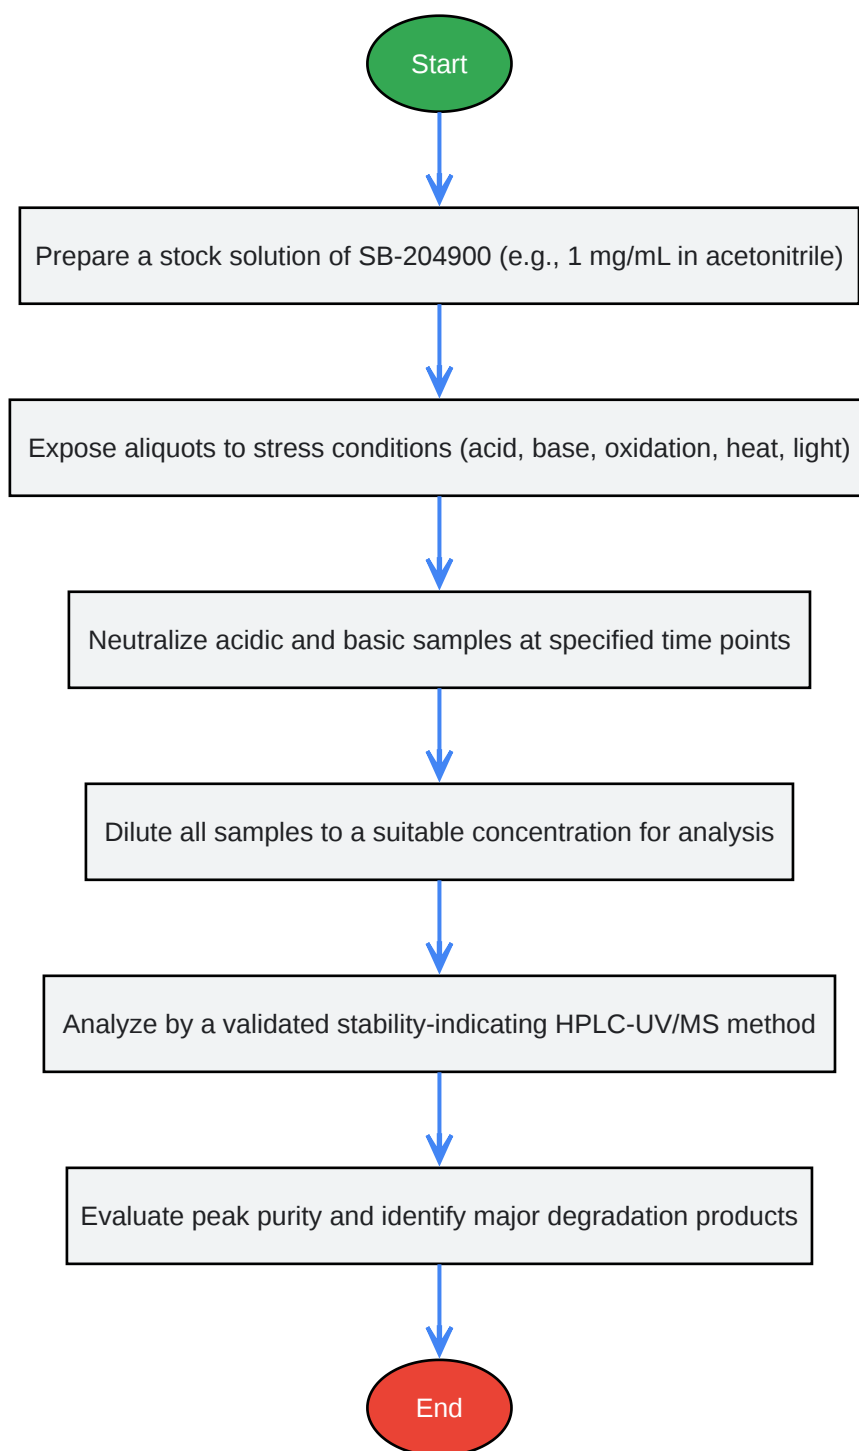 Start
Prepare a stock solution of SB-204900 (e.g., 1 mg/mL in acetonitrile)
Expose aliquots to stress conditions (acid, base, oxidation, heat, light)
Neutralize acidic and basic samples at specified time points
Dilute all samples to a suitable concentration for analysis
Analyze by a validated stability-indicating HPLC-UV/MS method
Evaluate peak purity and identify major degradation products
End